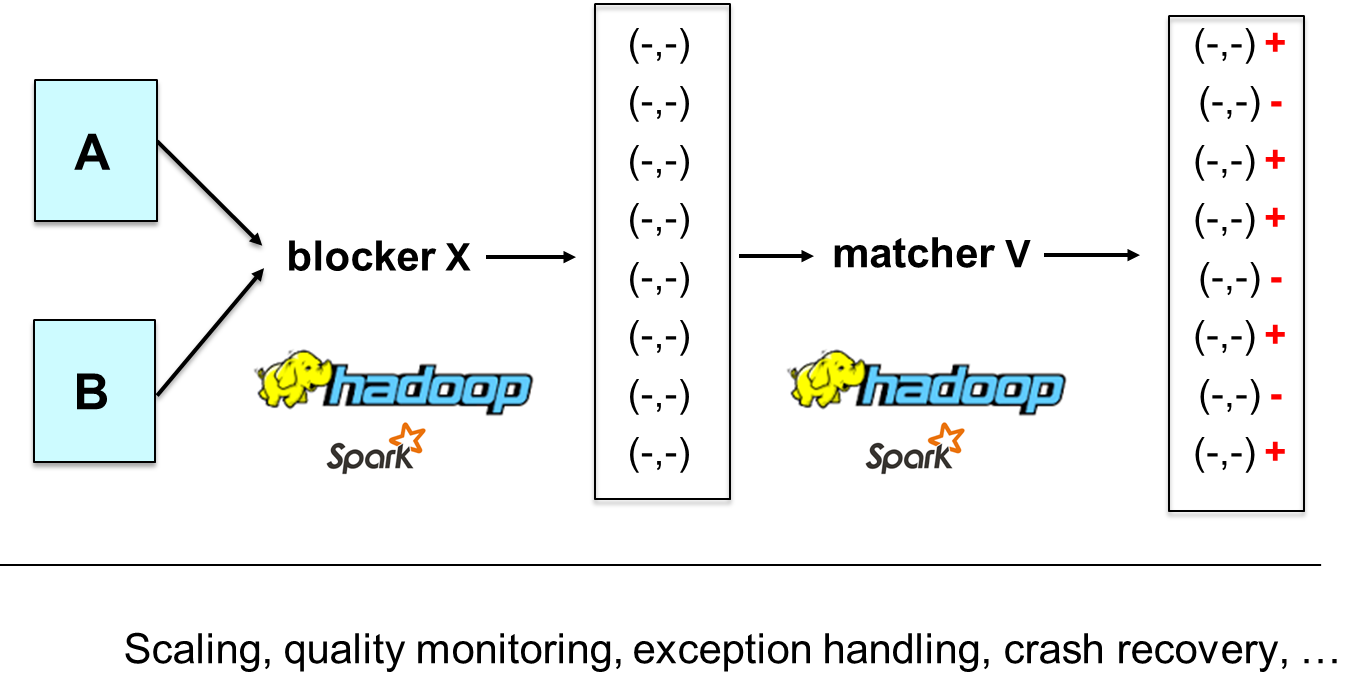 A
B
blocker X
hadoop
Spark
(-,-)
(-,-)
(-,-)
(-,-)
(-,-)
(-,-)
(-,-)
(-,-)
matcher V
hadoop
Spark
(-,-) +
(-,-) -
(-,-) +
(-,-) +
(-,-) -
(-,-) +
(-,-) -
(-,-) +
Scaling, quality monitoring, exception handling, crash recovery, …